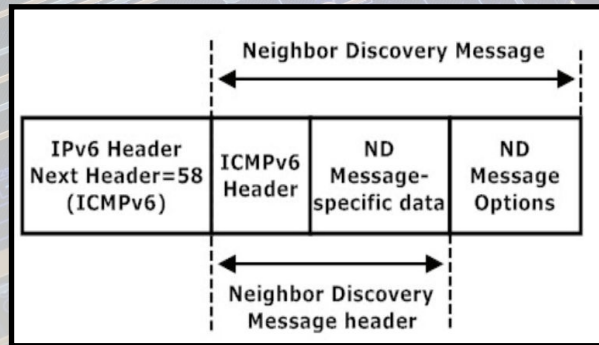 Neighbor Discovery Message
IPv6 Header
Next Header=58
(ICMPv6)
ICMPv6
Header
ND
Message-
specific data
ND
Message
Options
Neighbor Discovery
Message header